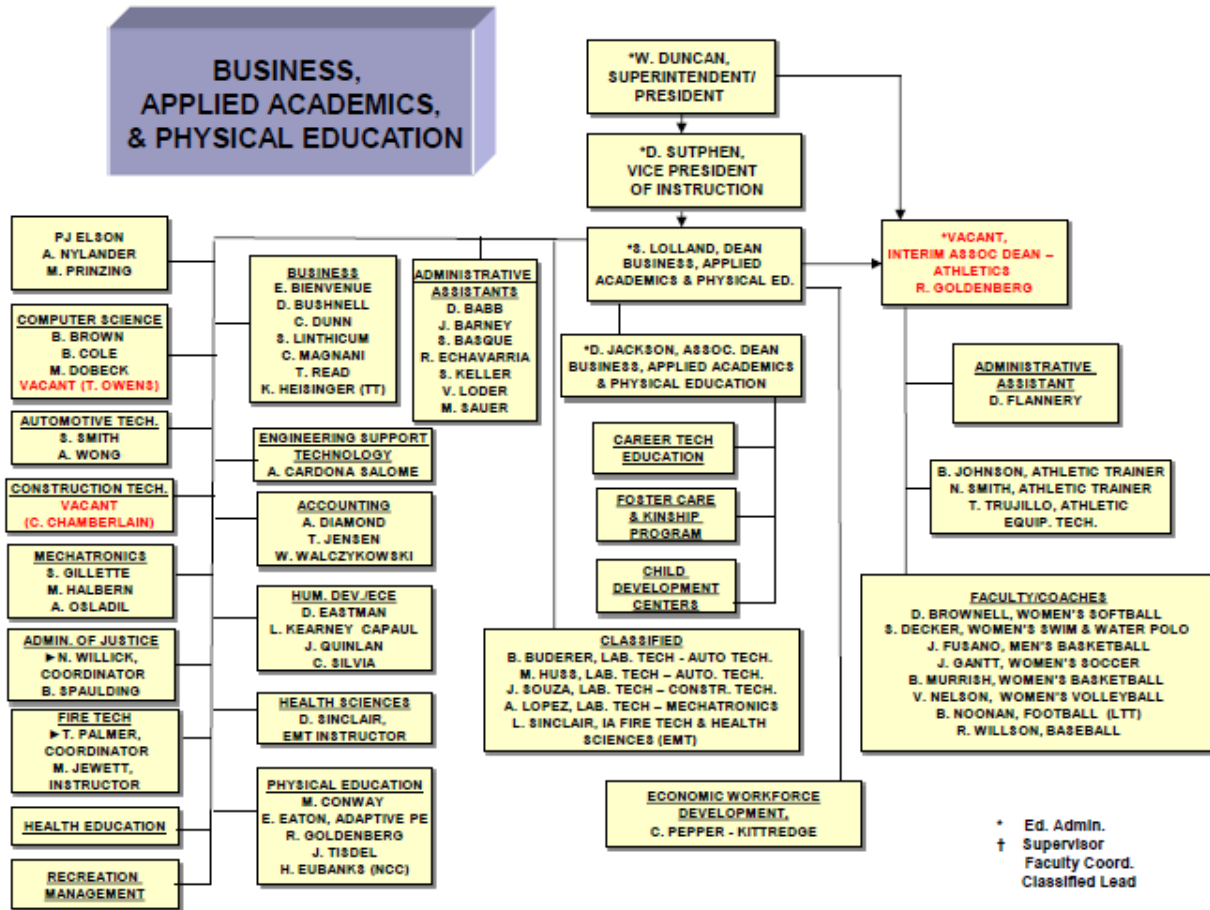 BUSINESS,
APPLIED ACADEMICS,
& PHYSICAL EDUCATION
*W. DUNCAN,
SUPERINTENDENT/
PRESIDENT
*D. SUTPHEN,
VICE PRESIDENT
OF INSTRUCTION
*S. LOLLAND, DEAN
BUSINESS, APPLIED
ACADEMICS & PHYSICAL ED.
*VACANT,
INTERIM ASSOC DEAN –
ATHLETICS
R. GOLDENBERG
PJ ELSON
A. NYLANDER
M. PRINZING
COMPUTER SCIENCE
B. BROWN
B. COLE
M. DOBECK
VACANT (T. OWENS)
AUTOMOTIVE TECH.
S. SMITH
A. WONG
CONSTRUCTION TECH.
VACANT
(C. CHAMBERLAIN)
MECHATRONICS
S. GILLETTE
M. HALBERN
A. OSLADIL
ADMIN. OF JUSTICE
►N. WILLICK,
COORDINATOR
B. SPAULDING
FIRE TECH
►T. PALMER,
COORDINATOR
M. JEWETT,
INSTRUCTOR
HEALTH EDUCATION
RECREATION
MANAGEMENT
BUSINESS
E. BIENVENUE
D. BUSHNELL
C. DUNN
S. LINTHICUM
C. MAGNANI
T. READ
K. HEISINGER (TT)
ENGINEERING SUPPORT
TECHNOLOGY
A. CARDONA SALOME
ACCOUNTING
A. DIAMOND
T. JENSEN
W. WALCZYKOWSKI
HUM. DEV./ECE
D. EASTMAN
L. KEARNEY CAPAUL
J. QUINLAN
C. SILVIA
HEALTH SCIENCES
D. SINCLAIR,
EMT INSTRUCTOR
PHYSICAL EDUCATION
M. CONWAY
E. EATON, ADAPTIVE PE
R. GOLDENBERG
J. TISDEL
H. EUBANKS (NCC)
ADMINISTRATIVE
ASSISTANTS
D. BABB
J. BARNEY
S. BASQUE
R. ECHAVARRIA
S. KELLER
V. LODER
M. SAUER
*D. JACKSON, ASSOC. DEAN
BUSINESS, APPLIED ACADEMICS
& PHYSICAL EDUCATION
CAREER TECH
EDUCATION
FOSTER CARE
& KINSHIP
PROGRAM
CHILD
DEVELOPMENT
CENTERS
CLASSIFIED
B. BUDERER, LAB. TECH - AUTO TECH.
M. HUSS, LAB. TECH – AUTO. TECH.
J. SOUZA, LAB. TECH – CONSTR. TECH.
A. LOPEZ, LAB. TECH – MECHATRONICS
L. SINCLAIR, IA FIRE TECH & HEALTH
SCIENCES (EMT)
ECONOMIC WORKFORCE
DEVELOPMENT,
C. PEPPER - KITTREDGE
ADMINISTRATIVE
ASSISTANT
D. FLANNERY
B. JOHNSON, ATHLETIC TRAINER
N. SMITH, ATHLETIC TRAINER
T. TRUJILLO, ATHLETIC
EQUIP. TECH.
FACULTY/COACHES
D. BROWNELL, WOMEN'S SOFTBALL
S. DECKER, WOMEN'S SWIM & WATER POLO
J. FUSANO, MEN'S BASKETBALL
J. GANTT, WOMEN'S SOCCER
B. MURRISH, WOMEN'S BASKETBALL
V. NELSON, WOMEN'S VOLLEYBALL
B. NOONAN, FOOTBALL (LTT)
R. WILLSON, BASEBALL
* Ed. Admin.
† Supervisor
Faculty Coord.
Classified Lead